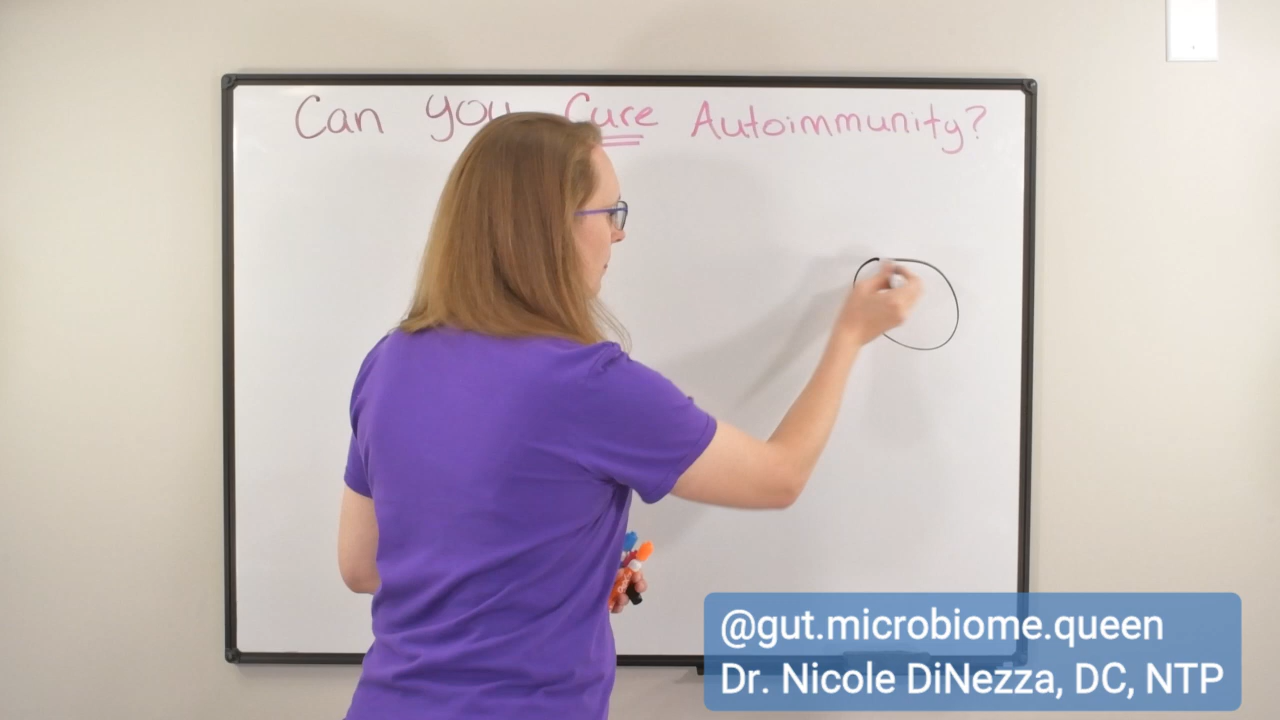 Can you Cure Autoimmunity?
@gut.microbiome.queen
Dr. Nicole DiNezza, DC, NTP